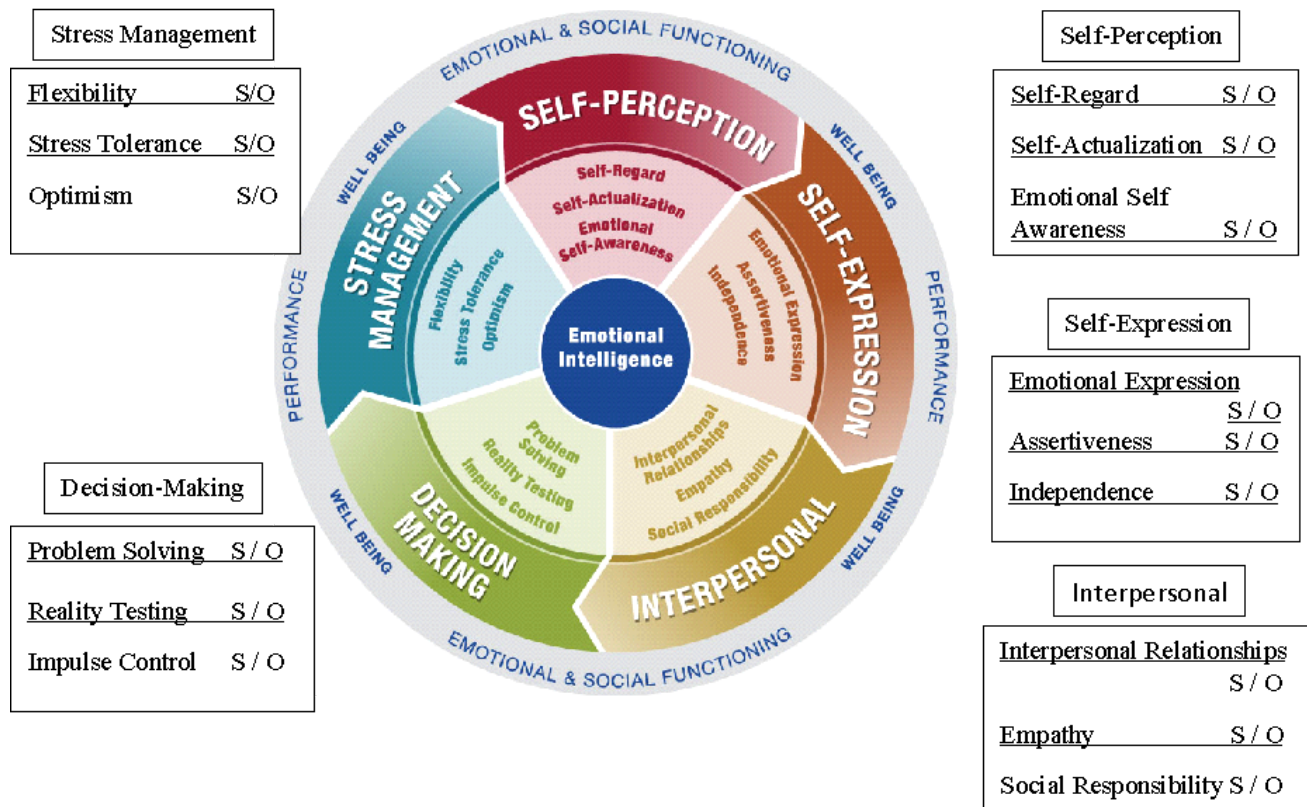 Stress Management
Flexibility S/O
Stress Tolerance S/O
Optimism S/O
Decision-Making
Problem Solving S / O
Reality Testing S / O
Impulse Control S / O
EMOTIONAL & SOCIAL FUNCTIONING
WELL BEING
PERFORMANCE
WELL BEING
EMOTIONAL & SOCIAL FUNCTIONING
WELL BEING
PERFORMANCE
WELL BEING
SELF-PERCEPTION
Self-Regard
Self-Actualization
Emotional
Self-Awareness
SELF-EXPRESSION
Emotional Expression
Assertiveness
Independence
INTERPERSONAL
Interpersonal
Relationships
Empathy
Social Responsibility
DECISION
MAKING
Problem
Solving
Reality Testing
Impulse Control
STRESS
MANAGEMENT
Flexibility
Stress Tolerance
Optimism
Emotional
Intelligence
Self-Perception
Self-Regard S / O
Self-Actualization S / O
Emotional Self
Awareness S / O
Self-Expression
Emotional Expression
S / O
Assertiveness S / O
Independence S / O
Interpersonal
Interpersonal Relationships
S / O
Empathy S / O
Social Responsibility S / O